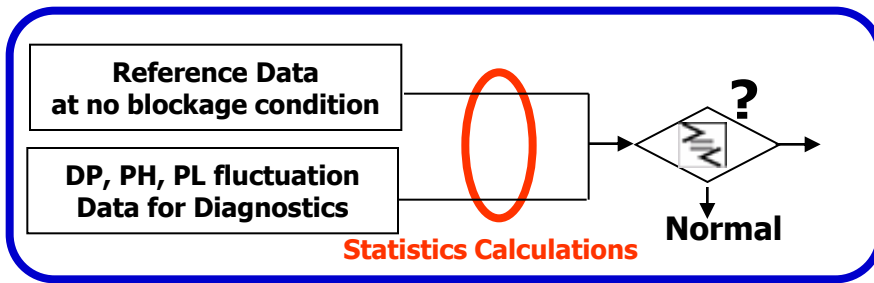 Reference Data
at no blockage condition
?
DP, PH, PL fluctuation
Data for Diagnostics
Normal
Statistics Calculations